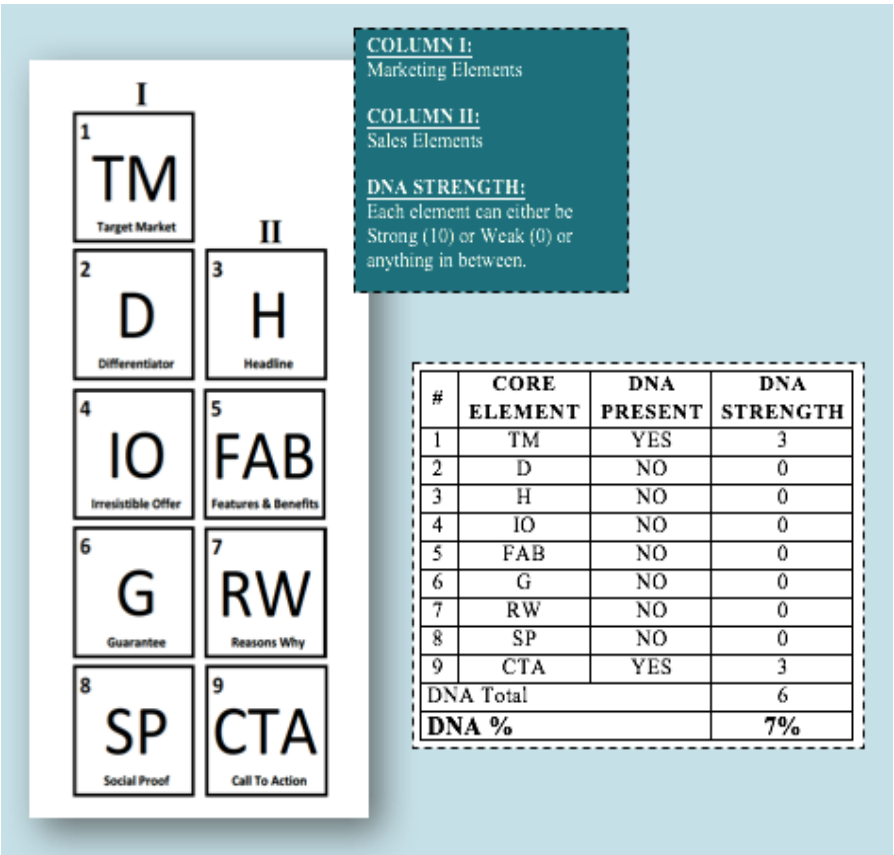 I
1
TM
Target Market
II
2
D
Differentiator
3
H
Headline
4
IO
Irresistible Offer
5
FAB
Features & Benefits
6
G
Guarantee
7
RW
Reasons Why
8
SP
Social Proof
9
CTA
Call To Action
COLUMN I:
Marketing Elements
COLUMN II:
Sales Elements
DNA STRENGTH:
Each element can either be
Strong (10) or Weak (0) or
anything in between.
# CORE ELEMENT DNA PRESENT DNA STRENGTH
1 TM YES 3
2 D NO 0
3 H NO 0
4 IO NO 0
5 FAB NO 0
6 G NO 0
7 RW NO 0
8 SP NO 0
9 CTA YES 3
DNA Total 6
DNA % 7%